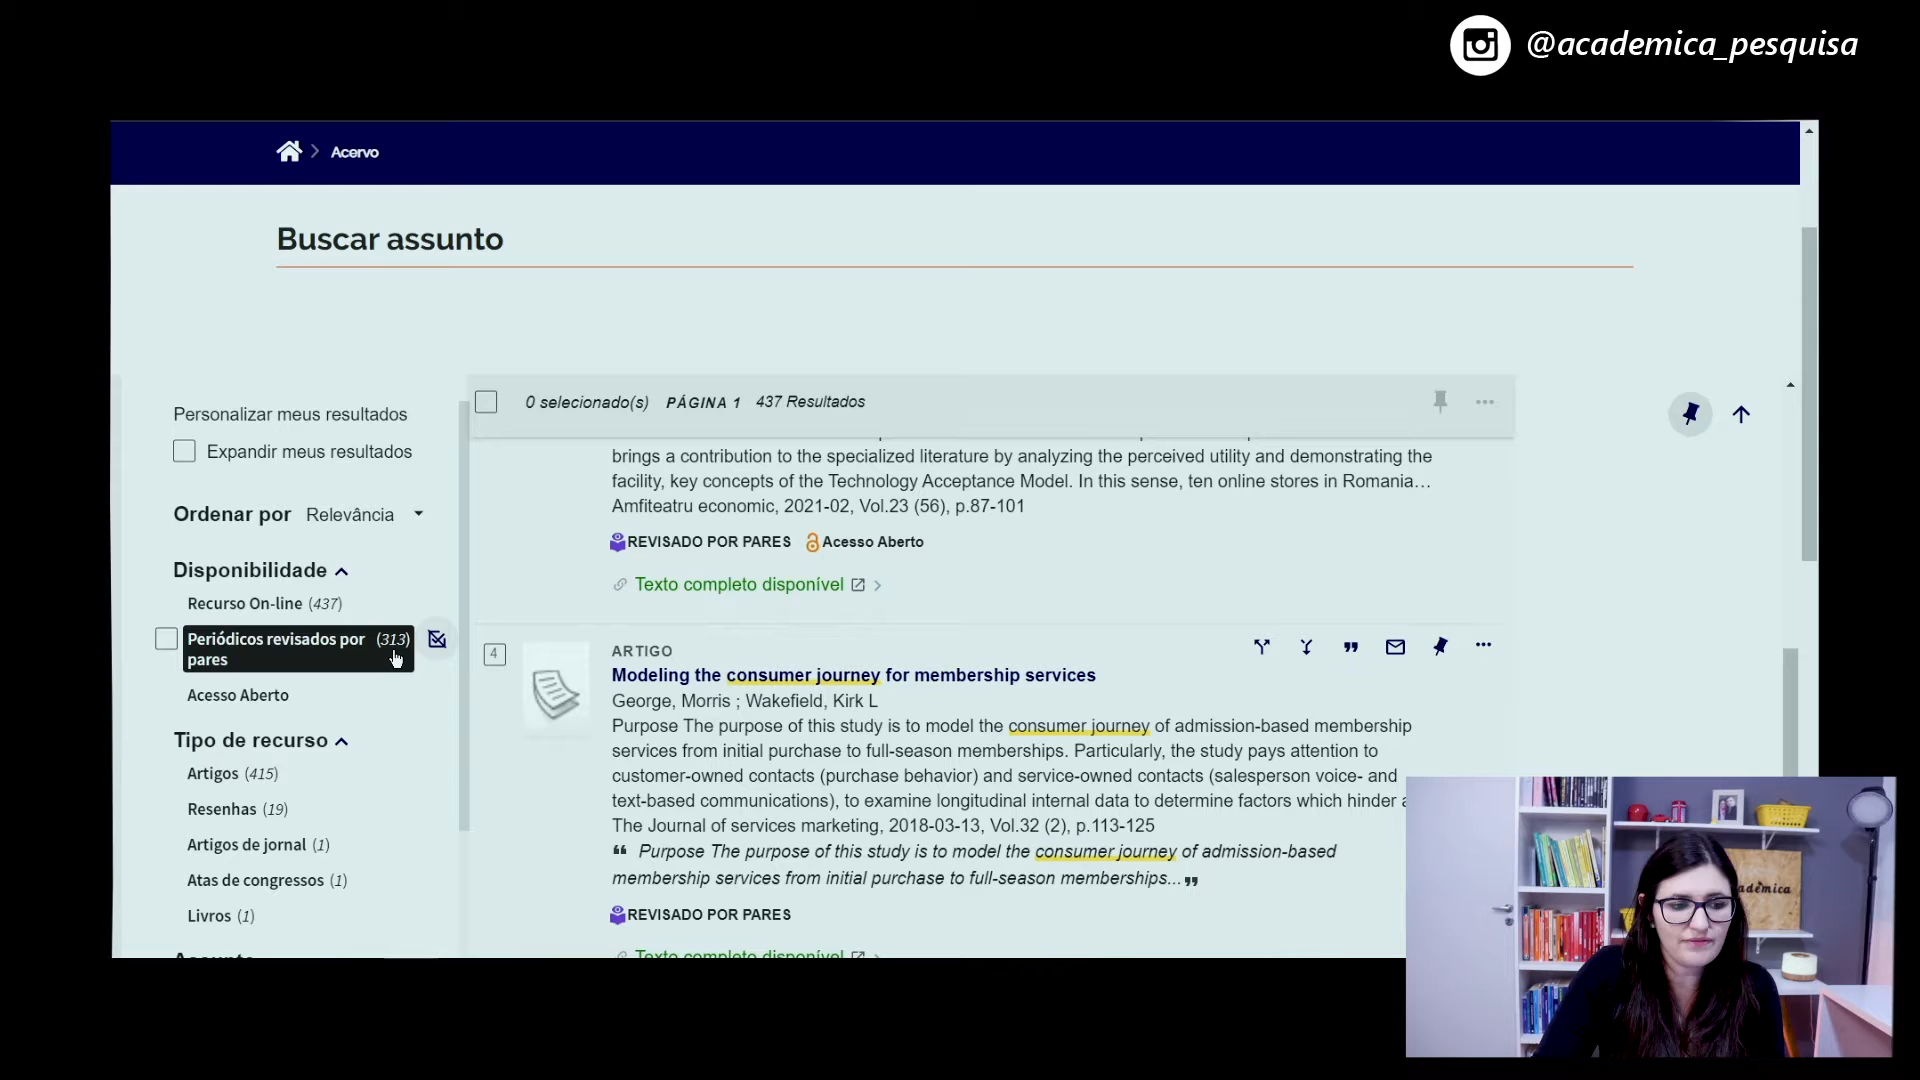 @academica_pesquisa
Acervo
Buscar assunto
Personalizar meus resultados
Expandir meus resultados
Ordenar por Relevância
Disponibilidade
Recurso On-line (437)
Periódicos revisados por (313)
pares
Acesso Aberto
Tipo de recurso
Artigos (415)
Resenhas (19)
Artigos de jornal (1)
Atas de congressos (1)
Livros (1)
0 selecionado(s) PÁGINA 1 437 Resultados
brings a contribution to the specialized literature by analyzing the perceived utility and demonstrating the
facility, key concepts of the Technology Acceptance Model. In this sense, ten online stores in Romania…
Amfiteatru economic, 2021-02, Vol.23 (56), p.87-101
REVISADO POR PARES Acesso Aberto
Texto completo disponível
4
ARTIGO
Modeling the consumer journey for membership services
George, Morris ; Wakefield, Kirk L
Purpose The purpose of this study is to model the consumer journey of admission-based membership
services from initial purchase to full-season memberships. Particularly, the study pays attention to
customer-owned contacts (purchase behavior) and service-owned contacts (salesperson voice- and
text-based communications), to examine longitudinal internal data to determine factors which hinder
The Journal of services marketing, 2018-03-13, Vol.32 (2), p.113-125
“ Purpose The purpose of this study is to model the consumer journey of admission-based
membership services from initial purchase to full-season memberships... ”
REVISADO POR PARES
Texto completo disponível